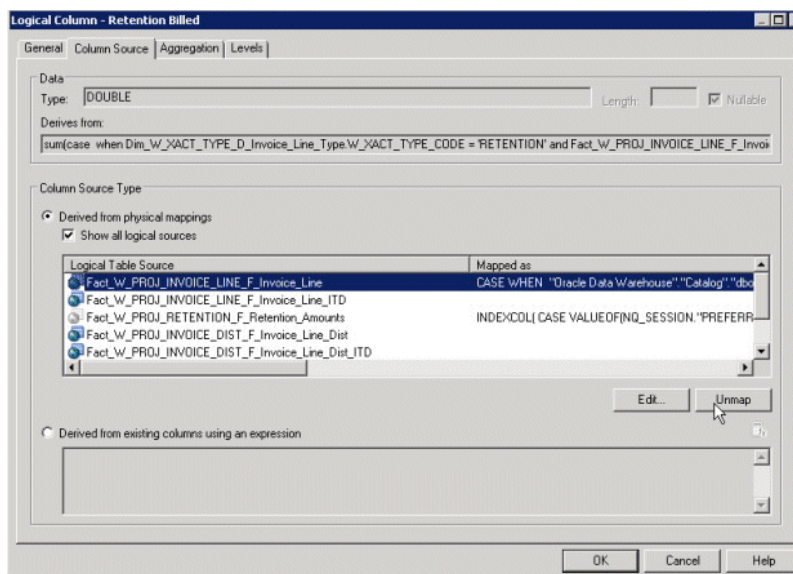 Logical Column - Retention Billed
General Column Source Aggregation Levels
Data
Type: DOUBLE Length: Nullable
Derives from:
sum(case when Dim_W_XACT_TYPE_D_Invoice_Line_Type.W_XACT_TYPE_CODE = 'RETENTION' and Fact_W_PROJ_INVOICE_LINE_F_Invoi
Column Source Type
Derived from physical mappings
Show all logical sources
Logical Table Source Mapped as
Fact_W_PROJ_INVOICE_LINE_F_Invoice_Line CASE WHEN "Oracle Data Warehouse"."Catalog"."dbo
Fact_W_PROJ_INVOICE_LINE_F_Invoice_Line_ITD
Fact_W_PROJ_RETENTION_F_Retention_Amounts INDEXCOL( CASE VALUEOF(NQ_SESSION."PREFERR
Fact_W_PROJ_INVOICE_DIST_F_Invoice_Line_Dist
Fact_W_PROJ_INVOICE_DIST_F_Invoice_Line_Dist_ITD
Edit... Unmap
Derived from existing columns using an expression
OK Cancel Help